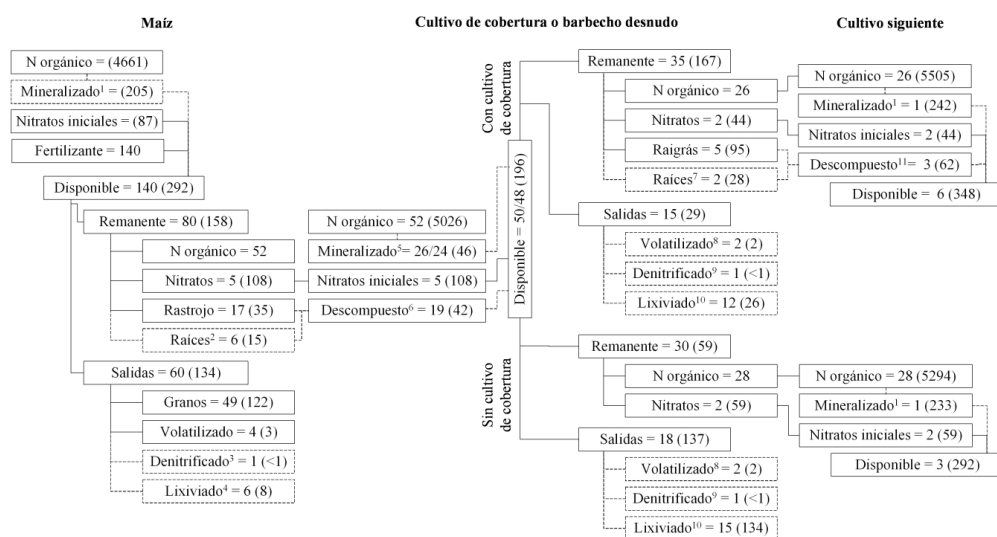 Maíz
N orgánico = (4661)
Mineralizado¹ = (205)
Nitratos iniciales = (87)
Fertilizante = 140
Disponible = 140 (292)
Remanente = 80 (158)
N orgánico = 52
Nitratos = 5 (108)
Rastrojo = 17 (35)
Raíces² = 6 (15)
Salidas = 60 (134)
Granos = 49 (122)
Volatilizado = 4 (3)
Denitrificado³ = 1 (<1)
Lixiviado⁴ = 6 (8)
Cultivo de cobertura o barbecho desnudo
N orgánico = 52 (5026)
Mineralizado⁵= 26/24 (46)
Nitratos iniciales = 5 (108)
Descompuesto⁶ = 19 (42)
Disponible = 50/48 (196)
Con cultivo
de cobertura
Remanente = 35 (167)
N orgánico = 26
Nitratos = 2 (44)
Raigrás = 5 (95)
Raíces⁷ = 2 (28)
Salidas = 15 (29)
Volatilizado⁸ = 2 (2)
Denitrificado⁹ = 1 (<1)
Lixiviado¹⁰ = 12 (26)
Sin cultivo
de cobertura
Remanente = 30 (59)
N orgánico = 28
Nitratos = 2 (59)
Salidas = 18 (137)
Volatilizado⁸ = 2 (2)
Denitrificado⁹ = 1 (<1)
Lixiviado¹⁰ = 15 (134)
Cultivo siguiente
N orgánico = 26 (5505)
Mineralizado¹ = 1 (242)
Nitratos iniciales = 2 (44)
Descompuesto¹¹= 3 (62)
Disponible = 6 (348)
N orgánico = 28 (5294)
Mineralizado¹ = 1 (233)
Nitratos iniciales = 2 (59)
Disponible = 3 (292)